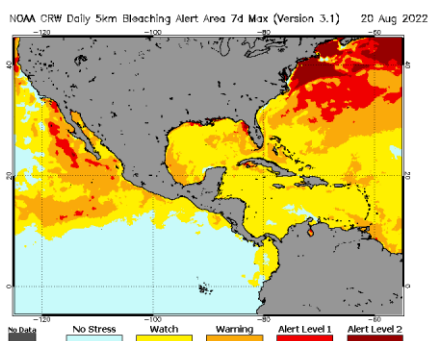 NOAA CRW Daily 5km Bleaching Alert Area 7d Max (Version 3.1) 20 Aug 2022
-120 -100 -80 -60
40 40
20 20
0 0
-120 -100 -80 -60
No Data No Stress Watch Warning Alert Level 1 Alert Level 2